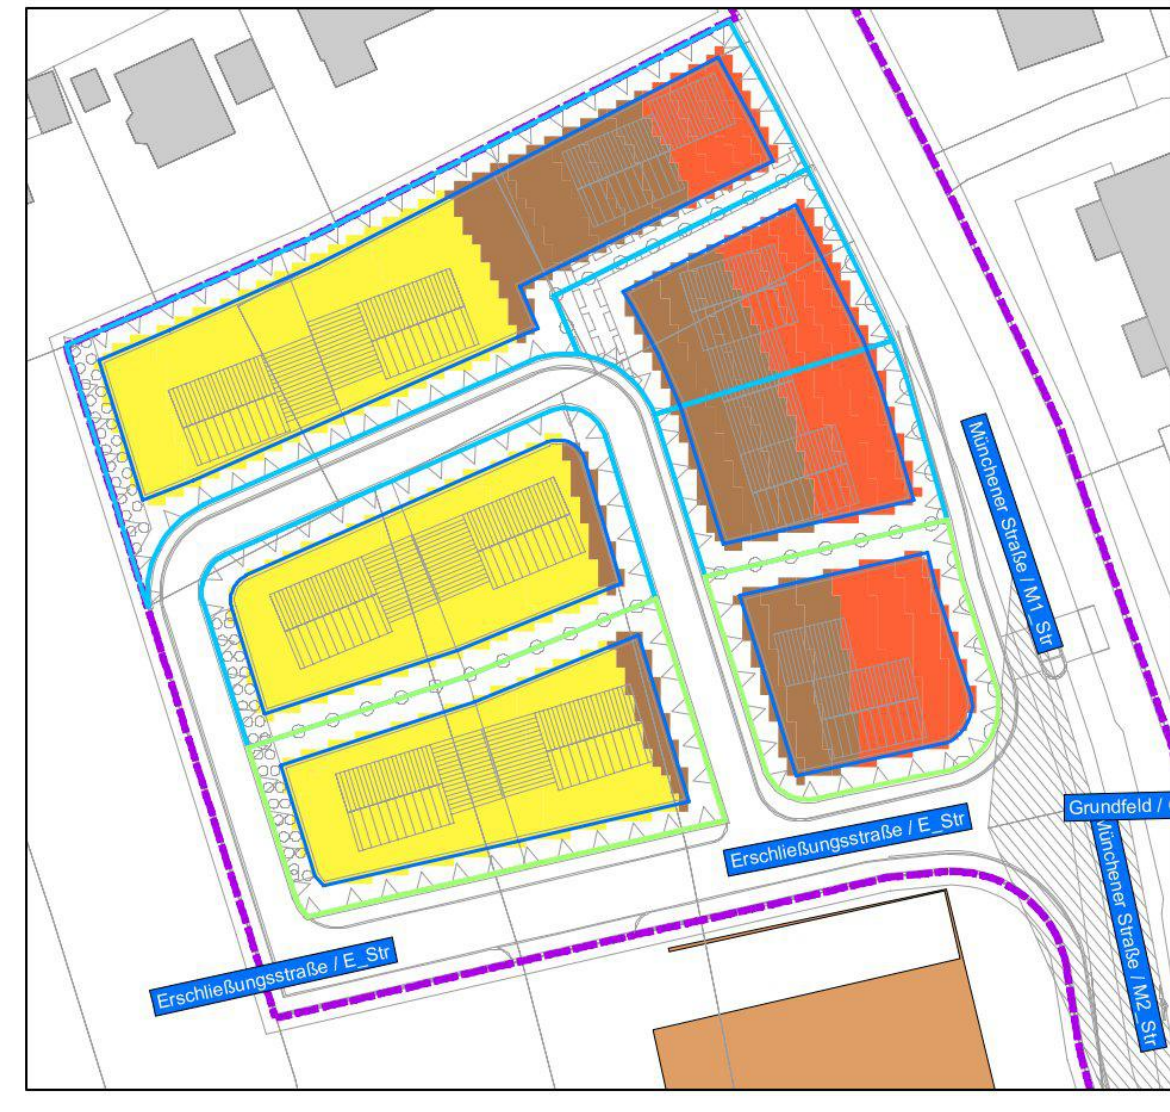 Münchener Straße / M1_Str
Grundfeld /
Erschließungsstraße / E_Str
Münchener Straße / M2_Str
Erschließungsstraße / E_Str